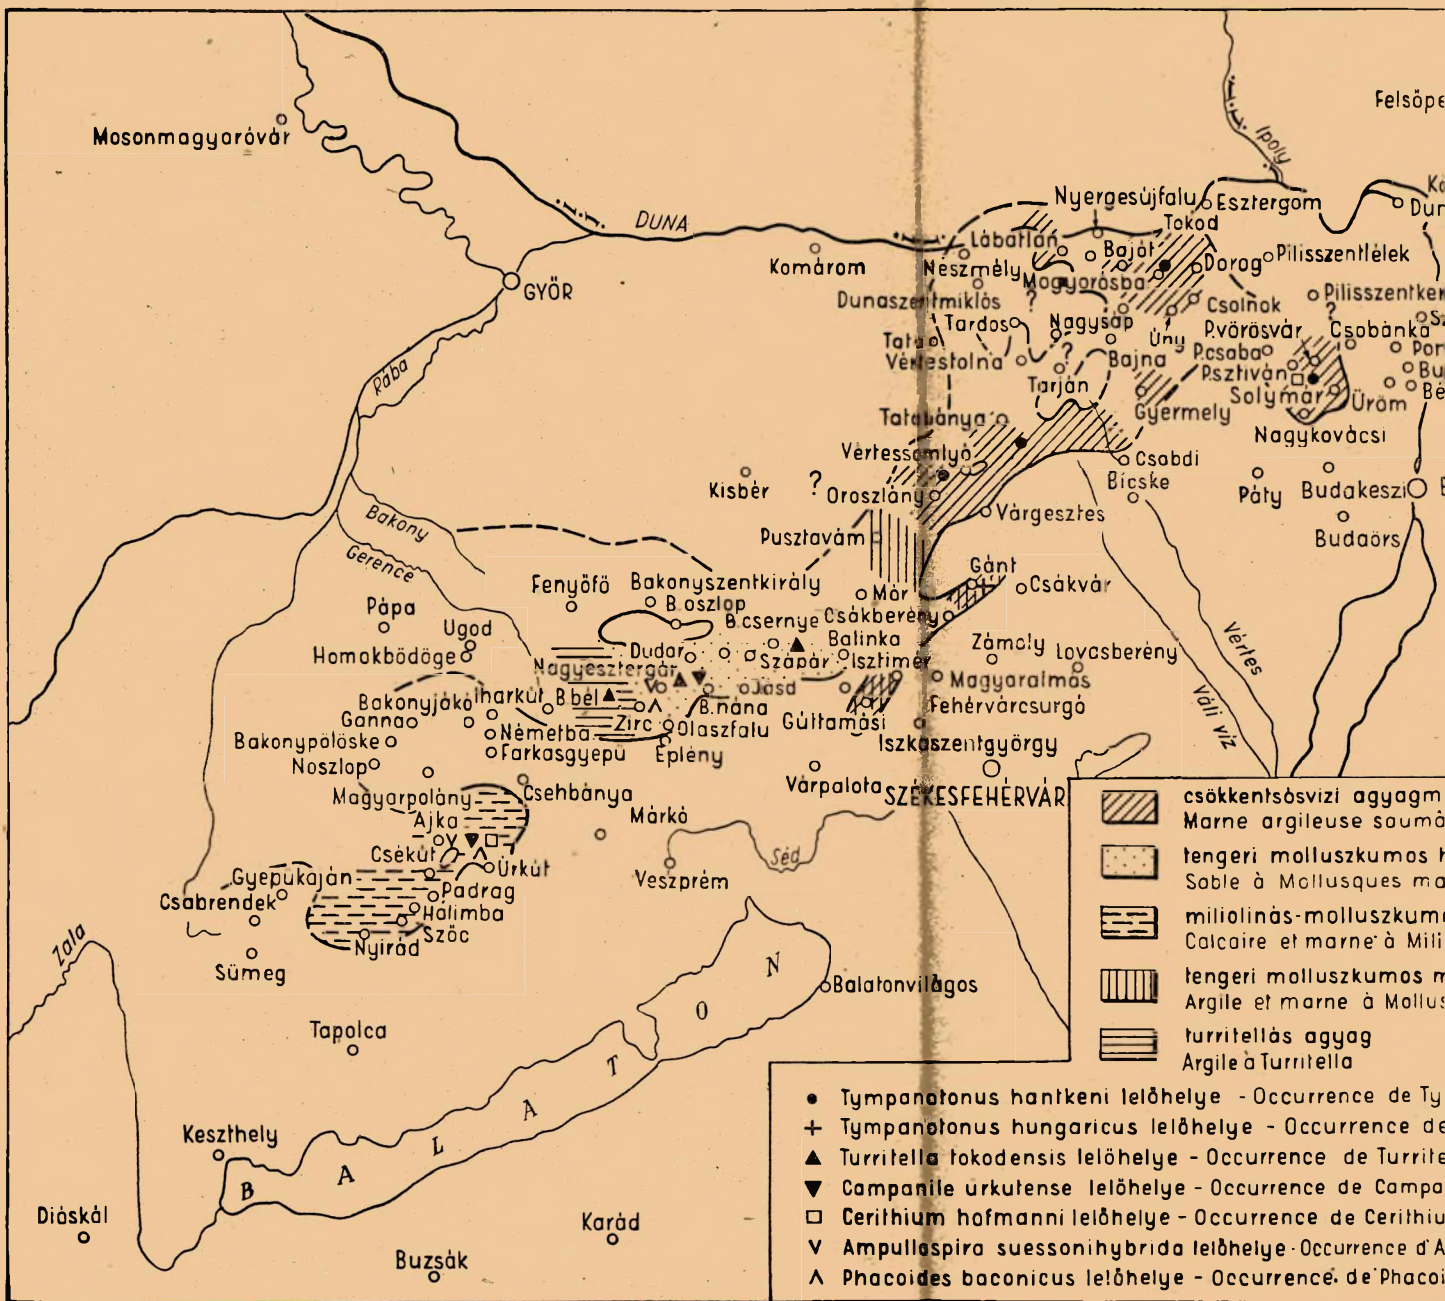 Felsőpe
Mosonmagyaróvár
Ipoly
Nyergesújfalu
Esztergom
DUNA
Tokod
Lábatlan
Bajót
Komárom
Neszmély
Mogyorósba
Dorog
Pilisszentlélek
GYŐR
Dunaszentmiklós
?
Csolnok
Pilisszentker
?
Tardos
Nagysáp
Úny
P.vörösvár
Csobánka
Tata
Vértestolna
?
Bajna
P.csaba
Rába
Tarján
P.sztiván
Solymár
Üröm
Tatabánya
Gyermely
Nagykovácsi
Vértessomlyó
Csabdi
Kisbér
?
Oroszlány
Bicske
Páty
Budakeszi
Bakony
Várgesztes
Gerence
Pusztavám
Budaörs
Fenyőfő
Bakonyszentkirály
Mór
Gánt
Csákvár
Pápa
B.oszlop
B.csernye
Csákberény
Ugod
Dudar
Balinka
Zámoly
Lovasberény
Vértes
Homokbödöge
Nagyesztergár
Szápár
Isztimér
Bakonyjákó
Iharkút
B.bél
Jásd
Magyaralmás
Ganna
B.nána
Fehérvárcsurgó
Váli víz
Németba.
Zirc
Olaszfalu
Gúttamási
Bakonypölöske
Farkasgyepü
Eplény
Iszkaszentgyörgy
Noszlop
Várpalota
SZÉKESFEHÉRVÁR
Magyarpolány
Csehbánya
Ajka
Márkó
Csékút
Séd
Úrkút
Gyepükaján
Veszprém
Csabrendek
Padrag
Halimba
Szőc
Nyirád
Zala
Sümeg
Balatonvilágos
Tapolca
BALATON
Keszthely
Diáskál
Karád
Buzsák
csökkentsósvizi agyagm
Marne argileuse saumâ
tengeri molluszkumos h
Sable à Mollusques ma
miliolinás-molluszkumo
Calcaire et marne à Mili
tengeri molluszkumos m
Argile et marne à Mollus
turritellás agyag
Argile à Turritella
Tympanotonus hantkeni lelőhelye - Occurrence de Ty
Tympanotonus hungaricus lelőhelye - Occurrence de
Turritella tokodensis lelőhelye - Occurrence de Turrite
Campanile urkutense lelőhelye - Occurrence de Campa
Cerithium hofmanni lelőhelye - Occurrence de Cerithiu
Ampullospira suessonihybrida lelőhelye - Occurrence d'A
Phacoides baconicus lelőhelye - Occurrence de Phacoi